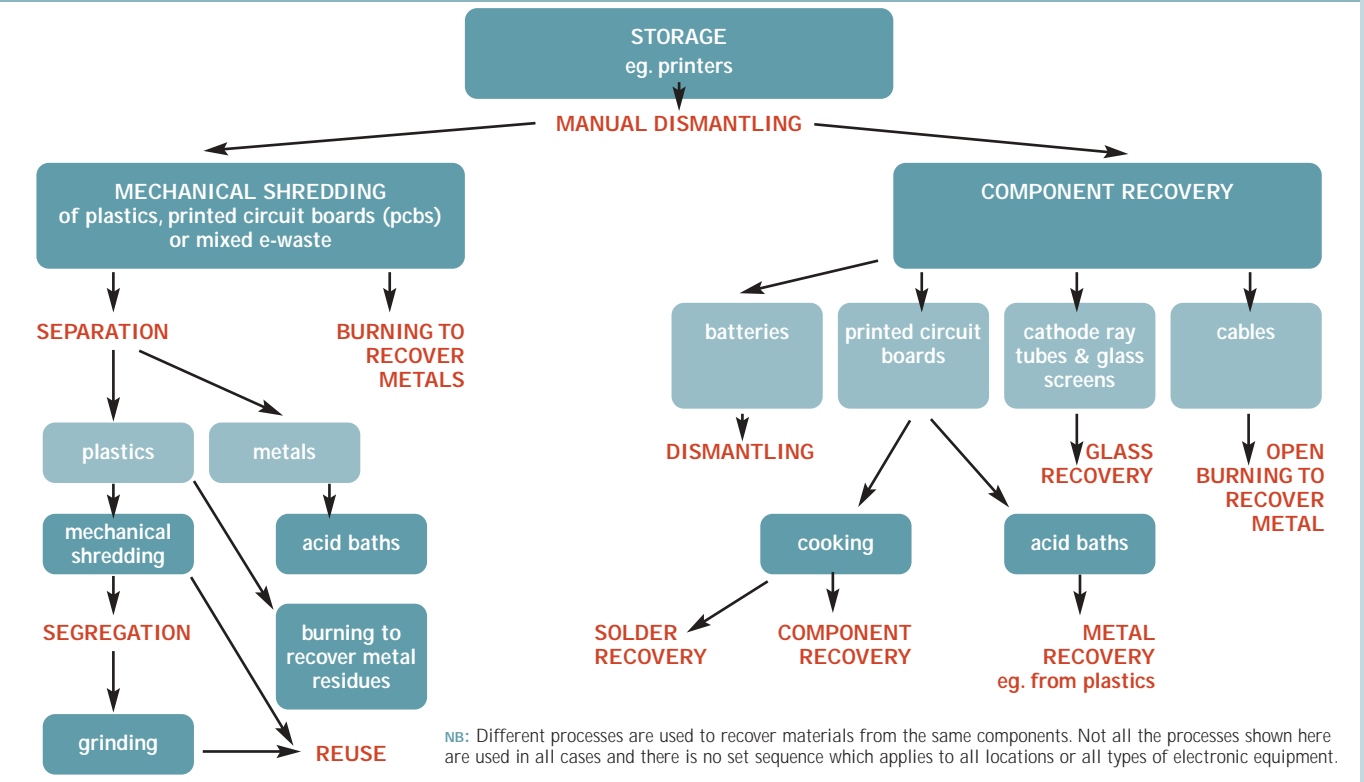 STORAGE
eg. printers
MANUAL DISMANTLING
MECHANICAL SHREDDING
of plastics, printed circuit boards (pcbs)
or mixed e-waste
COMPONENT RECOVERY
SEPARATION
BURNING TO
RECOVER
METALS
batteries
printed circuit
boards
cathode ray
tubes & glass
screens
cables
plastics
metals
DISMANTLING
GLASS
RECOVERY
OPEN
BURNING TO
RECOVER
METAL
mechanical
shredding
acid baths
cooking
acid baths
SEGREGATION
burning to
recover metal
residues
SOLDER
RECOVERY
COMPONENT
RECOVERY
METAL
RECOVERY
eg. from plastics
grinding
REUSE
NB: Different processes are used to recover materials from the same components. Not all the processes shown here
are used in all cases and there is no set sequence which applies to all locations or all types of electronic equipment.